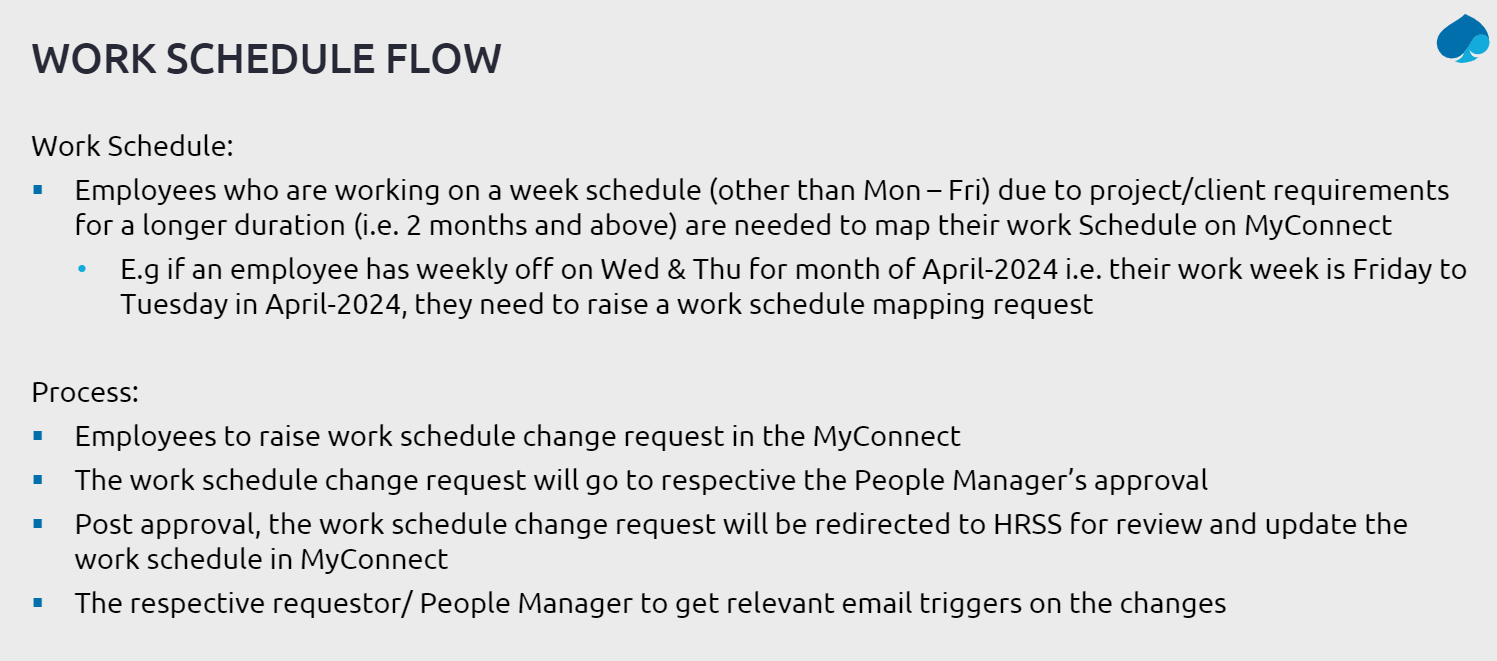 WORK SCHEDULE FLOW
Work Schedule:
Employees who are working on a week schedule (other than Mon – Fri) due to project/client requirements
for a longer duration (i.e. 2 months and above) are needed to map their work Schedule on MyConnect
E.g if an employee has weekly off on Wed & Thu for month of April-2024 i.e. their work week is Friday to
Tuesday in April-2024, they need to raise a work schedule mapping request
Process:
Employees to raise work schedule change request in the MyConnect
The work schedule change request will go to respective the People Manager’s approval
Post approval, the work schedule change request will be redirected to HRSS for review and update the
work schedule in MyConnect
The respective requestor/ People Manager to get relevant email triggers on the changes